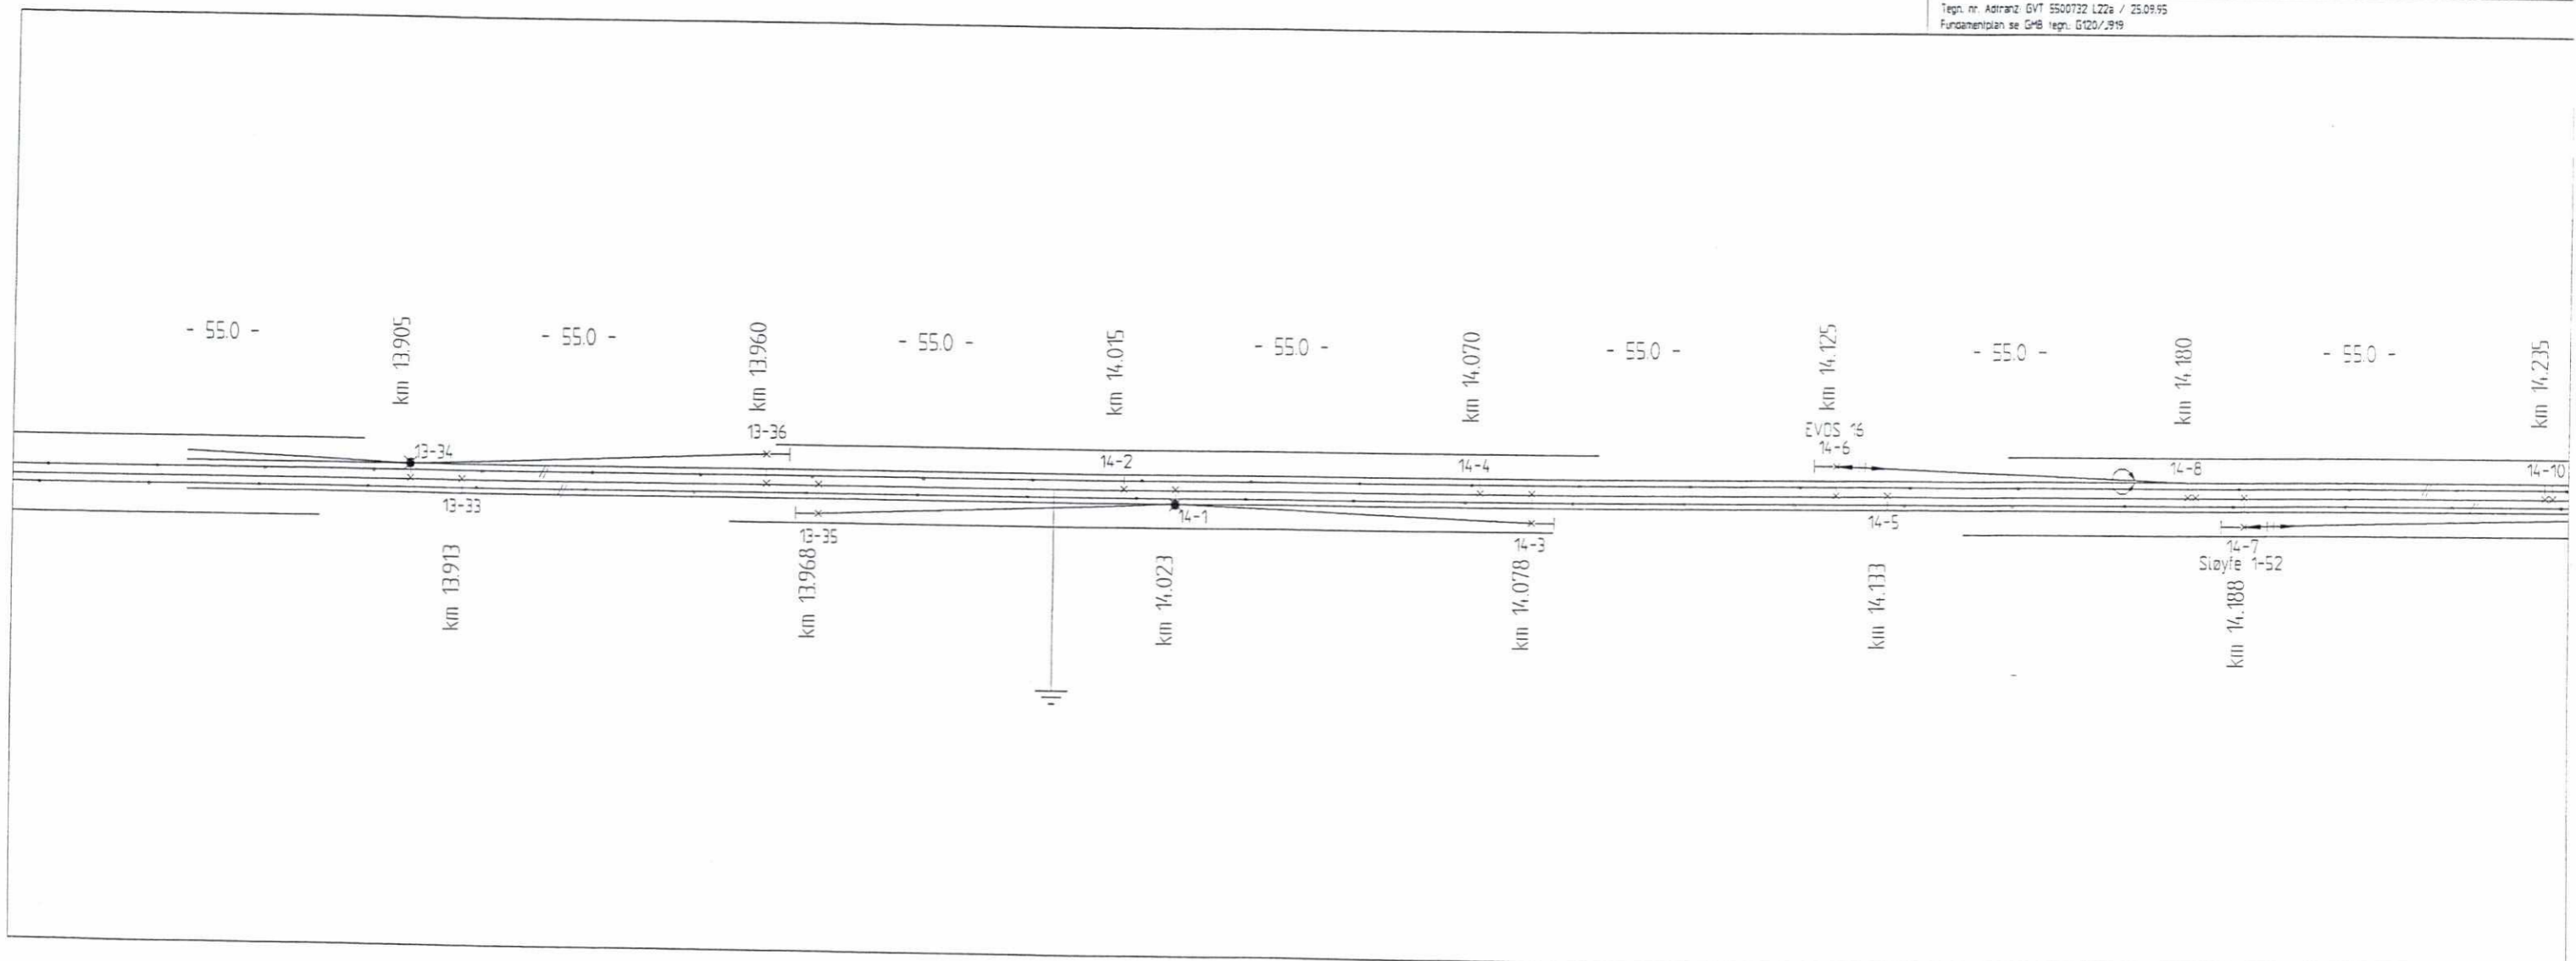 Tegn. nr. Adtranz: GVT 5500732 L22a / 25.09.95
Fundamentplan se GMB tegn. G120/J919
- 55.0 -
km 13.905
- 55.0 -
km 13.960
- 55.0 -
km 14.015
- 55.0 -
km 14.070
- 55.0 -
km 14.125
- 55.0 -
km 14.180
- 55.0 -
km 14.235
13-34
13-36
14-2
14-4
EVDS 16
14-6
14-8
14-10
13-33
13-35
14-1
14-3
14-5
14-7
Sløyfe 1-52
km 13.913
km 13.968
km 14.023
km 14.078
km 14.133
km 14.188